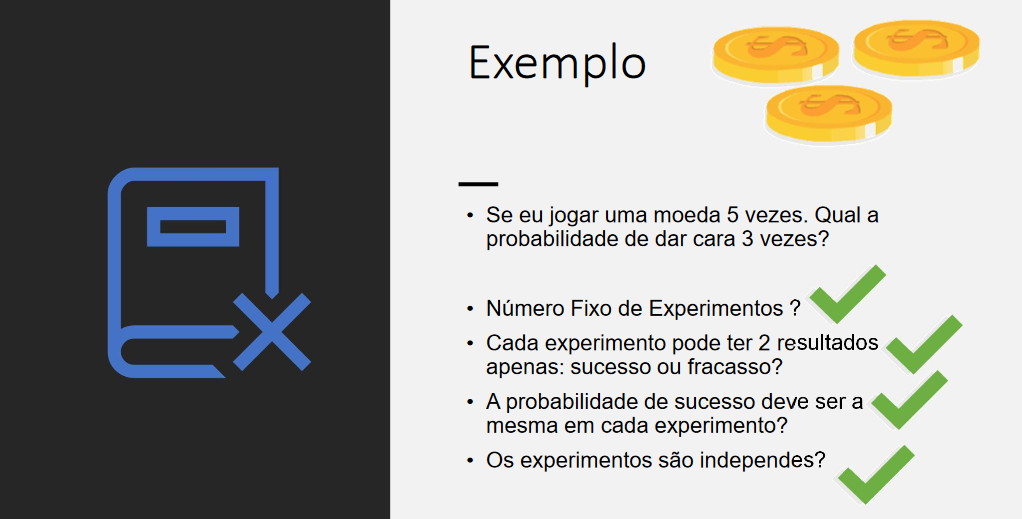 Exemplo
• Se eu jogar uma moeda 5 vezes. Qual a
probabilidade de dar cara 3 vezes?
• Número Fixo de Experimentos ?
• Cada experimento pode ter 2 resultados
apenas: sucesso ou fracasso?
• A probabilidade de sucesso deve ser a
mesma em cada experimento?
• Os experimentos são independes?